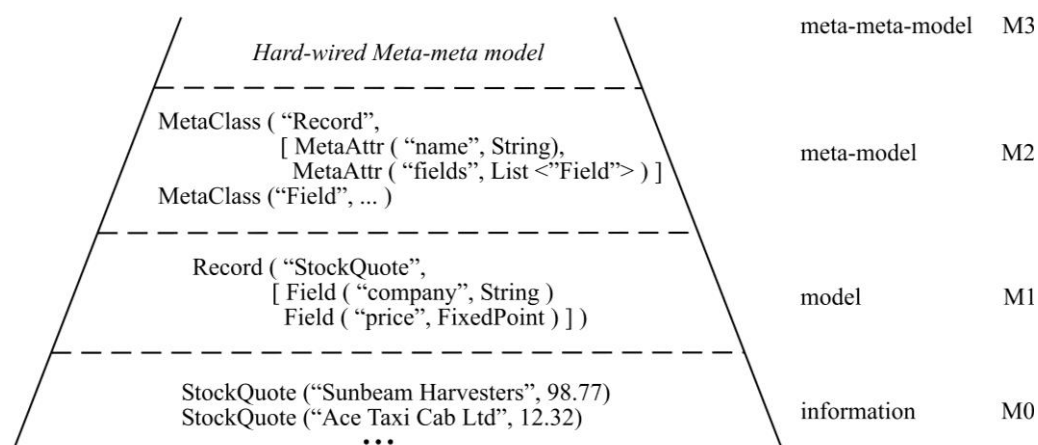 Hard-wired Meta-meta model
meta-meta-model M3
MetaClass ( “Record”,
[ MetaAttr ( “name”, String),
MetaAttr ( “fields”, List <”Field”> ) ]
MetaClass (“Field”, ... )
meta-model M2
Record ( “StockQuote”,
[ Field ( “company”, String )
Field ( “price”, FixedPoint ) ] )
model M1
StockQuote (“Sunbeam Harvesters”, 98.77)
StockQuote (“Ace Taxi Cab Ltd”, 12.32)
...
information M0